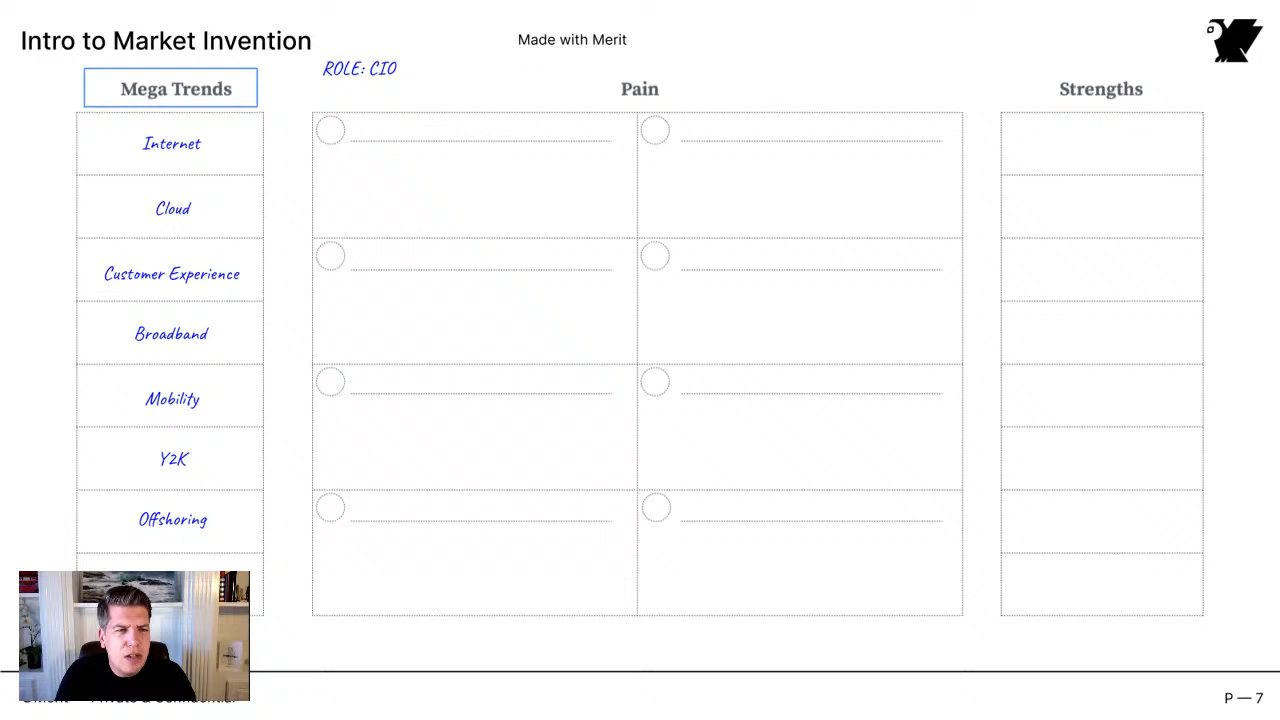 Intro to Market Invention
Made with Merit
ROLE: CIO
Mega Trends
Pain
Strengths
Internet
Cloud
Customer Experience
Broadband
Mobility
Y2K
Offshoring
P — 7